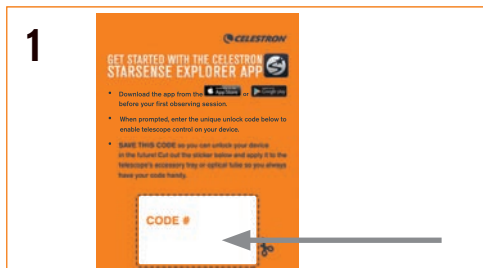 1
CELESTRON
GET STARTED WITH THE CELESTRON
STARSENSE EXPLORER APP
• Download the app from the App Store or Google play
before your first observing session.
• When prompted, enter the unique unlock code below to
enable telescope control on your device.
• SAVE THIS CODE so you can unlock your device
in the future! Cut out the sticker below and apply it to the
telescope's accessory tray or optical tube so you always
have your code handy.
CODE #